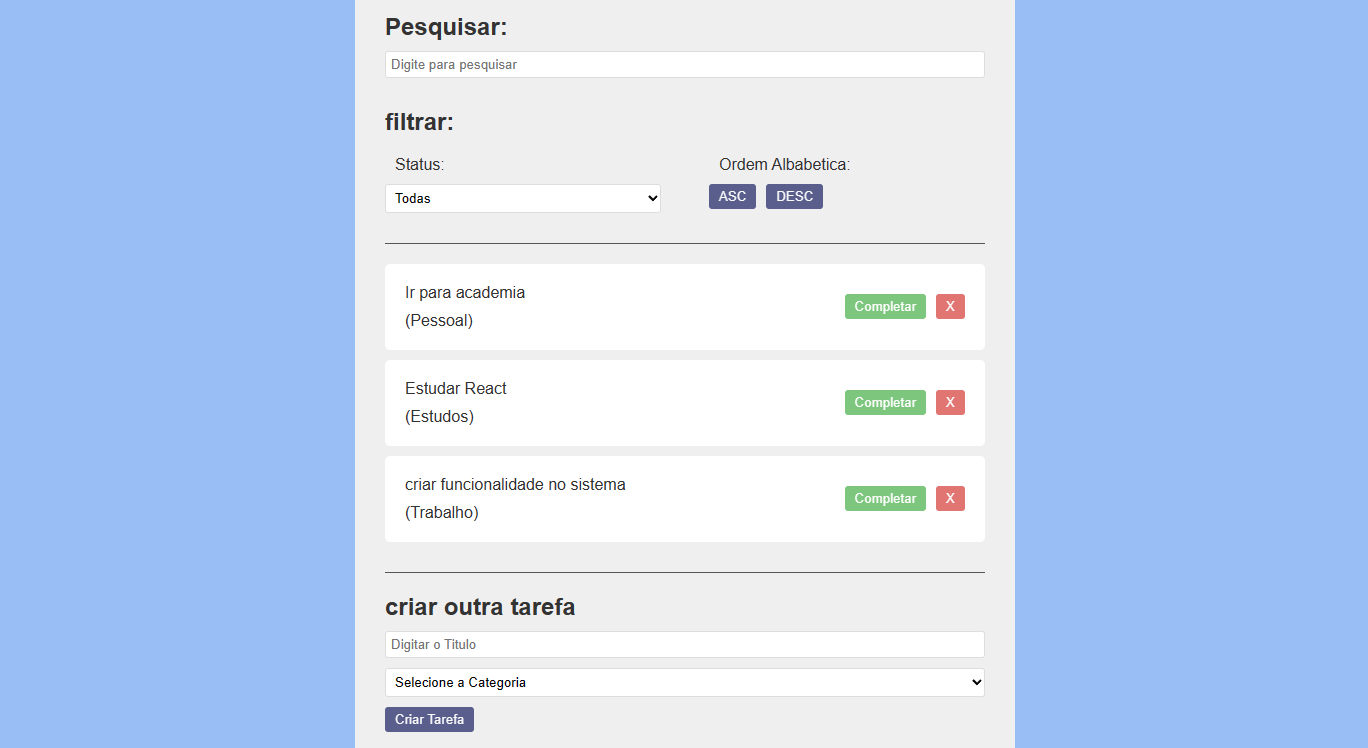 Pesquisar:
Digite para pesquisar
filtrar:
Status:
Ordem Albabetica:
Todas
ASC
DESC
Ir para academia
(Pessoal)
Completar
X
Estudar React
(Estudos)
Completar
X
criar funcionalidade no sistema
(Trabalho)
Completar
X
criar outra tarefa
Digitar o Titulo
Selecione a Categoria
Criar Tarefa